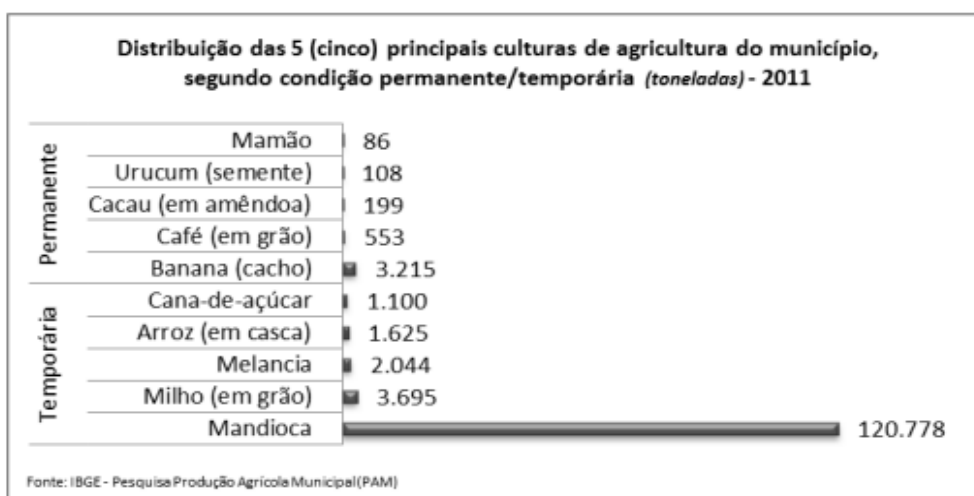 Distribuição das 5 (cinco) principais culturas de agricultura do município,
segundo condição permanente/temporária (toneladas) - 2011
Permanente
Mamão 86
Urucum (semente) 108
Cacau (em amêndoa) 199
Café (em grão) 553
Banana (cacho) 3.215
Temporária
Cana-de-açúcar 1.100
Arroz (em casca) 1.625
Melancia 2.044
Milho (em grão) 3.695
Mandioca 120.778
Fonte: IBGE - Pesquisa Produção Agrícola Municipal (PAM)